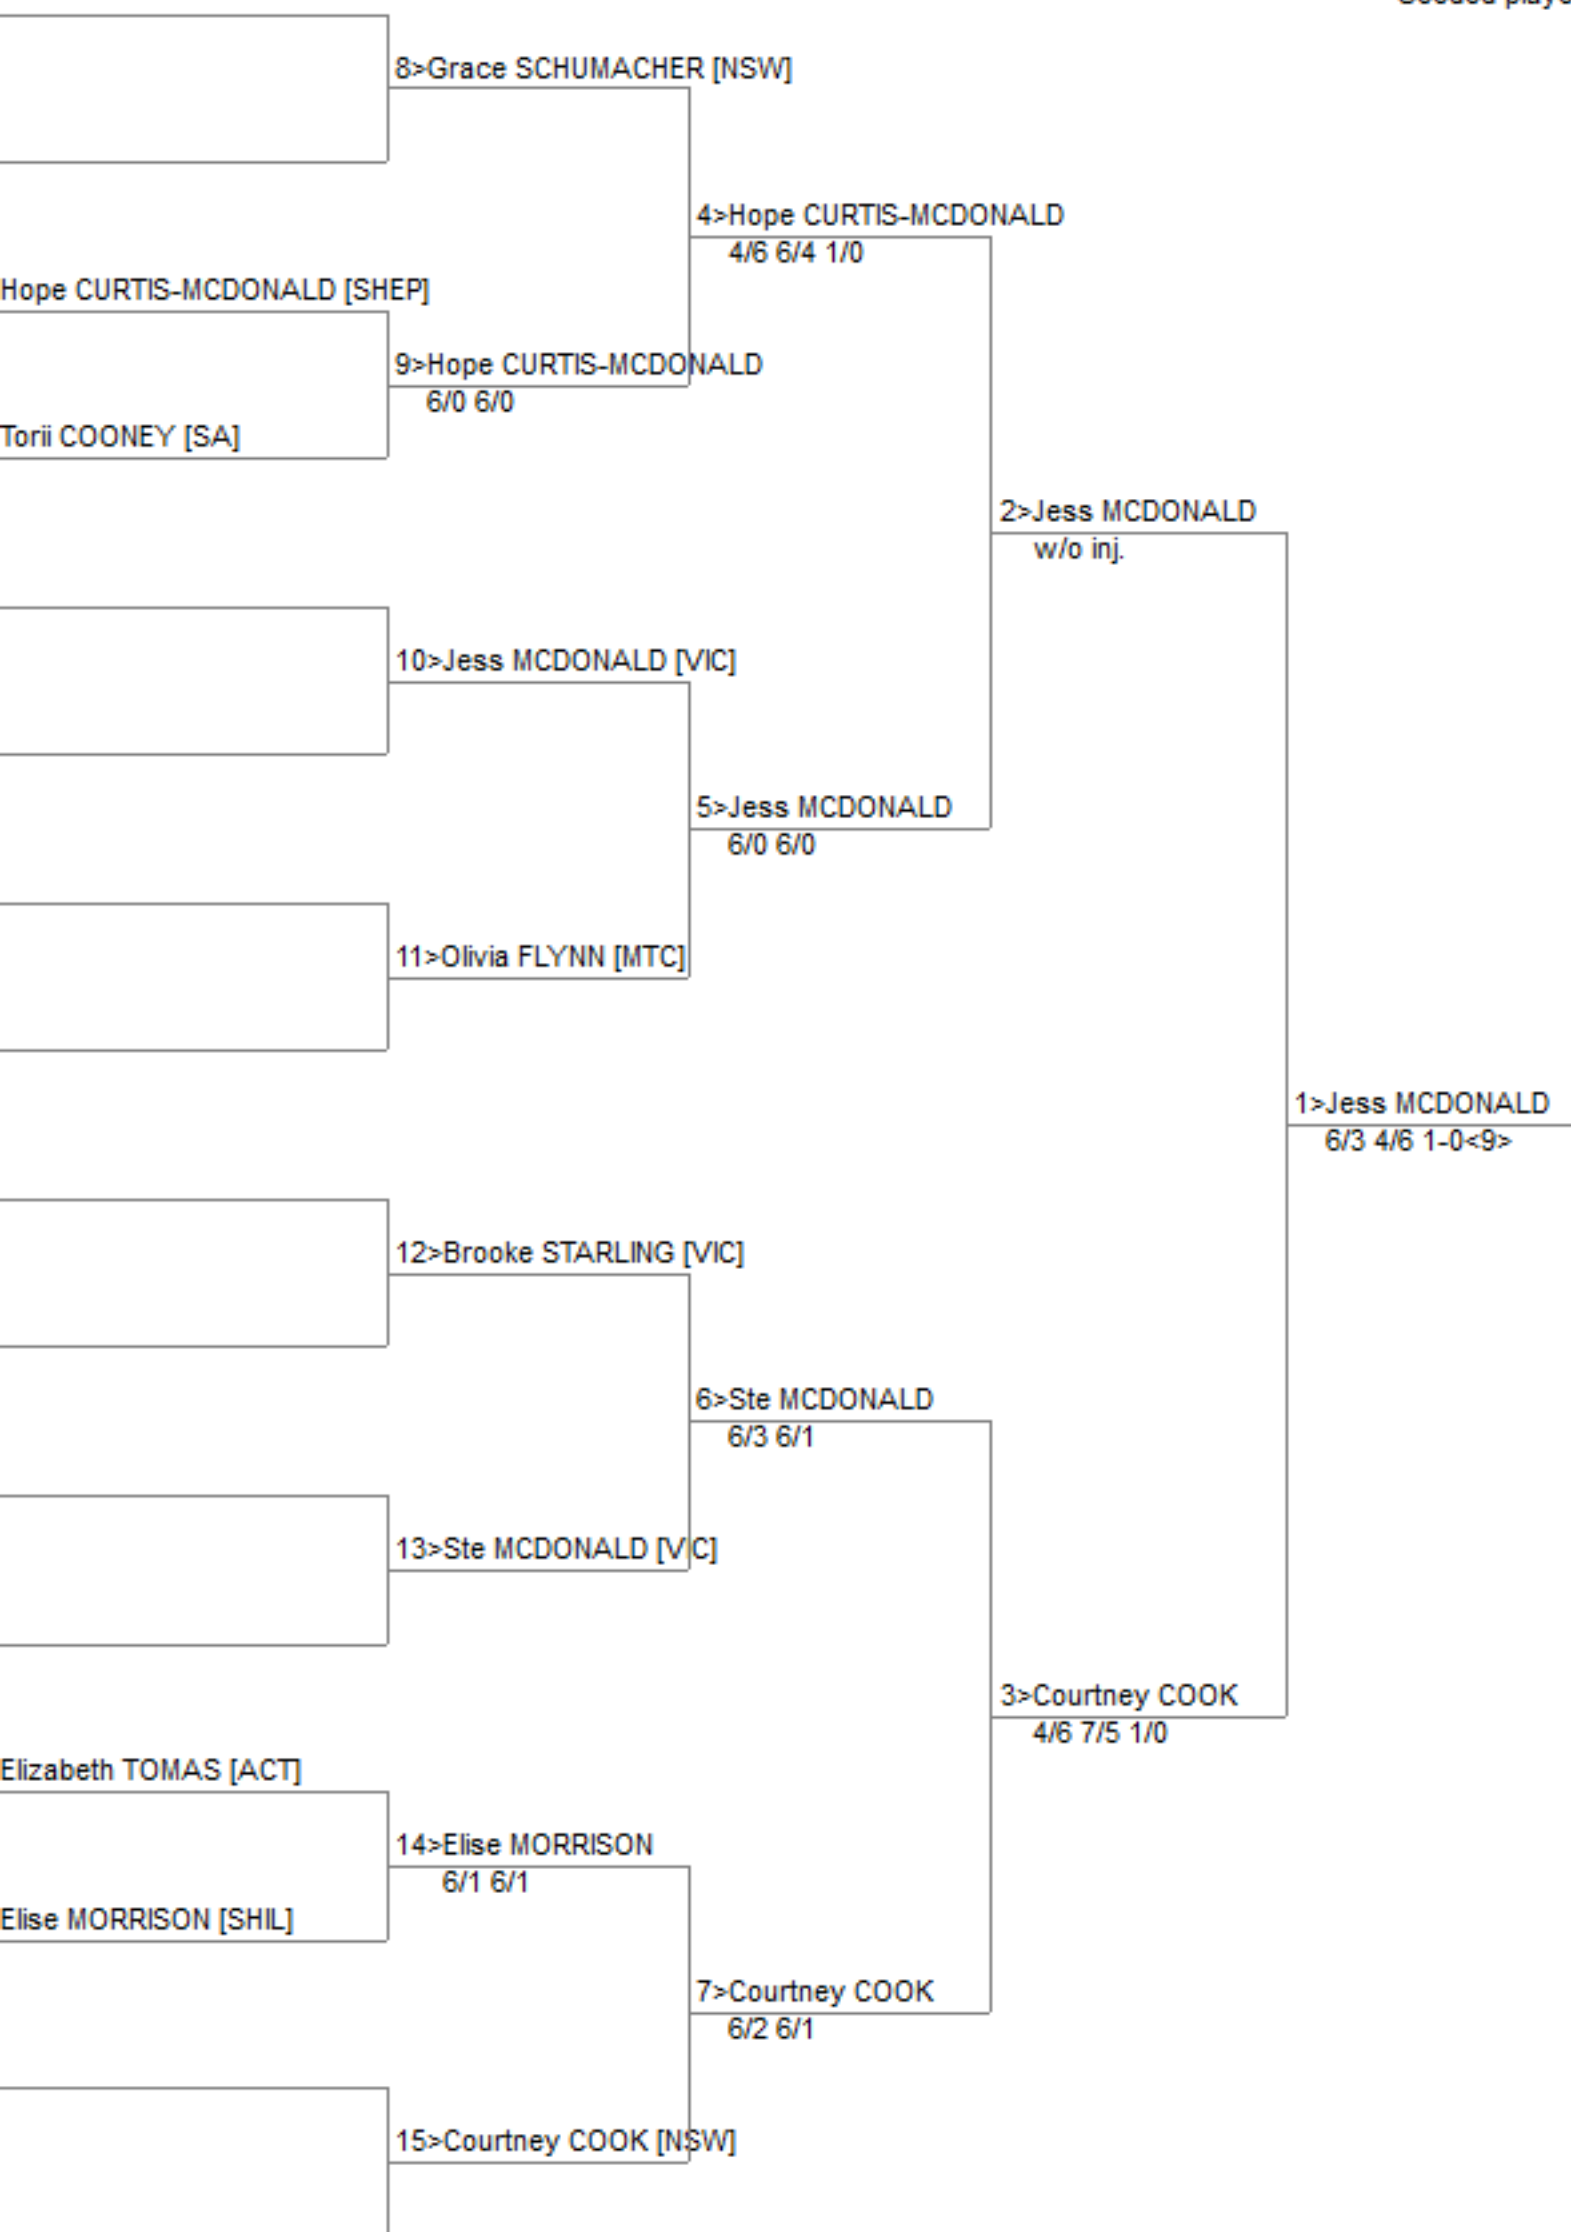 8>Grace SCHUMACHER [NSW]
4>Hope CURTIS-MCDONALD
4/6 6/4 1/0
Hope CURTIS-MCDONALD [SHEP]
9>Hope CURTIS-MCDONALD
6/0 6/0
Torii COONEY [SA]
2>Jess MCDONALD
w/o inj.
10>Jess MCDONALD [VIC]
5>Jess MCDONALD
6/0 6/0
11>Olivia FLYNN [MTC]
1>Jess MCDONALD
6/3 4/6 1-0<9>
12>Brooke STARLING [VIC]
6>Ste MCDONALD
6/3 6/1
13>Ste MCDONALD [VIC]
3>Courtney COOK
4/6 7/5 1/0
Elizabeth TOMAS [ACT]
14>Elise MORRISON
6/1 6/1
Elise MORRISON [SHIL]
7>Courtney COOK
6/2 6/1
15>Courtney COOK [NSW]